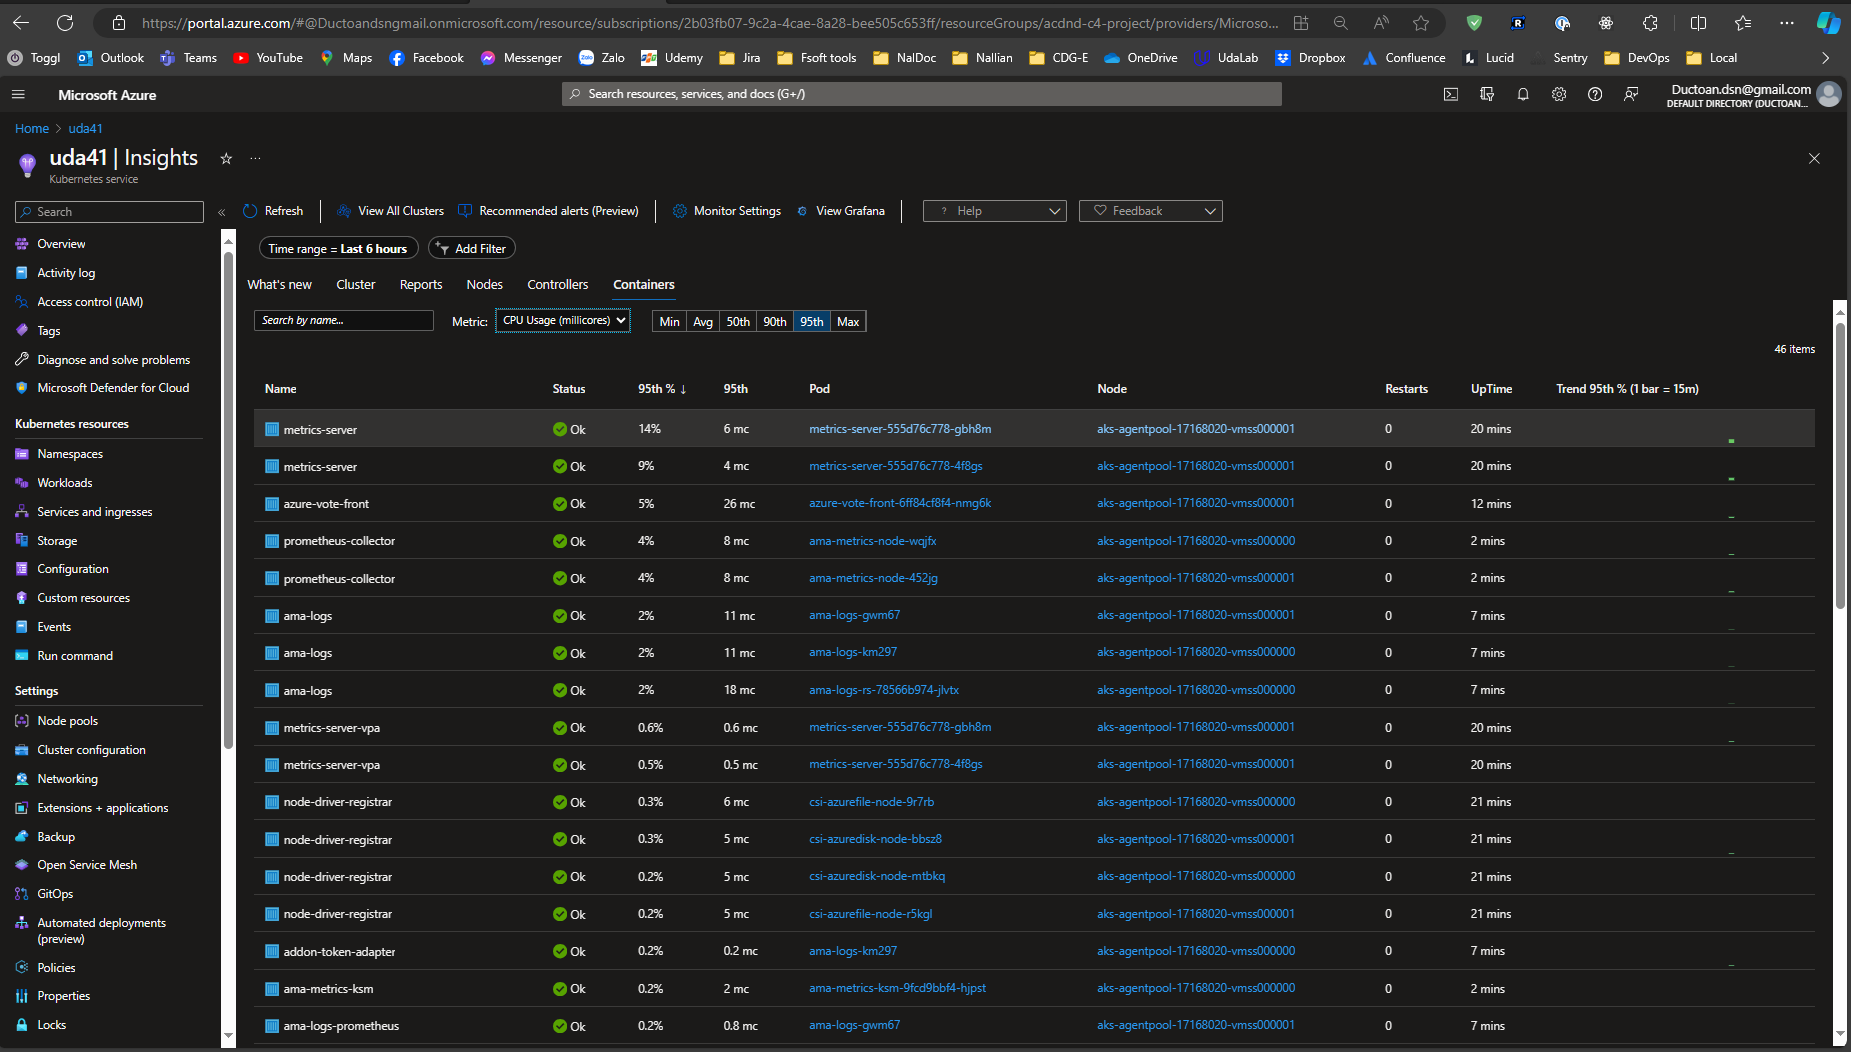 https://portal.azure.com/#@Ductoandsngmail.onmicrosoft.com/resource/subscriptions/2b03fb07-9c2a-4cae-8a28-bee505c653ff/resourceGroups/acdnd-c4-project/providers/Microso...
Toggl Outlook Teams YouTube Maps Facebook Messenger Zalo Udemy Jira Fsoft tools NalDoc Nallian CDG-E OneDrive UdaLab Dropbox Confluence Lucid Sentry DevOps Local
Microsoft Azure
Search resources, services, and docs (G+/)
Ductoan.dsn@gmail.com
DEFAULT DIRECTORY (DUCTOAN...
Home > uda41
uda41 | Insights
Kubernetes service
Search
Refresh View All Clusters Recommended alerts (Preview) Monitor Settings View Grafana ? Help Feedback
Time range = Last 6 hours Add Filter
What's new Cluster Reports Nodes Controllers Containers
Search by name... Metric: CPU Usage (millicores) Min Avg 50th 90th 95th Max
46 items
Overview
Activity log
Access control (IAM)
Tags
Diagnose and solve problems
Microsoft Defender for Cloud
Kubernetes resources
Namespaces
Workloads
Services and ingresses
Storage
Configuration
Custom resources
Events
Run command
Settings
Node pools
Cluster configuration
Networking
Extensions + applications
Backup
Open Service Mesh
GitOps
Automated deployments
(preview)
Policies
Properties
Locks
Name Status 95th % ↓ 95th Pod Node Restarts UpTime Trend 95th % (1 bar = 15m)
metrics-server Ok 14% 6 mc metrics-server-555d76c778-gbh8m aks-agentpool-17168020-vmss000001 0 20 mins
metrics-server Ok 9% 4 mc metrics-server-555d76c778-4f8gs aks-agentpool-17168020-vmss000001 0 20 mins
azure-vote-front Ok 5% 26 mc azure-vote-front-6ff84cf8f4-nmg6k aks-agentpool-17168020-vmss000001 0 12 mins
prometheus-collector Ok 4% 8 mc ama-metrics-node-wqjfx aks-agentpool-17168020-vmss000000 0 2 mins
prometheus-collector Ok 4% 8 mc ama-metrics-node-452jg aks-agentpool-17168020-vmss000001 0 2 mins
ama-logs Ok 2% 11 mc ama-logs-gwm67 aks-agentpool-17168020-vmss000001 0 7 mins
ama-logs Ok 2% 11 mc ama-logs-km297 aks-agentpool-17168020-vmss000000 0 7 mins
ama-logs Ok 2% 18 mc ama-logs-rs-78566b974-jlvtx aks-agentpool-17168020-vmss000000 0 7 mins
metrics-server-vpa Ok 0.6% 0.6 mc metrics-server-555d76c778-gbh8m aks-agentpool-17168020-vmss000001 0 20 mins
metrics-server-vpa Ok 0.5% 0.5 mc metrics-server-555d76c778-4f8gs aks-agentpool-17168020-vmss000001 0 20 mins
node-driver-registrar Ok 0.3% 6 mc csi-azurefile-node-9r7rb aks-agentpool-17168020-vmss000000 0 21 mins
node-driver-registrar Ok 0.3% 5 mc csi-azuredisk-node-bbsz8 aks-agentpool-17168020-vmss000001 0 21 mins
node-driver-registrar Ok 0.2% 5 mc csi-azuredisk-node-mtbkq aks-agentpool-17168020-vmss000000 0 21 mins
node-driver-registrar Ok 0.2% 5 mc csi-azurefile-node-r5kgl aks-agentpool-17168020-vmss000001 0 21 mins
addon-token-adapter Ok 0.2% 0.2 mc ama-logs-km297 aks-agentpool-17168020-vmss000000 0 7 mins
ama-metrics-ksm Ok 0.2% 2 mc ama-metrics-ksm-9fcd9bbf4-hjpst aks-agentpool-17168020-vmss000000 0 2 mins
ama-logs-prometheus Ok 0.2% 0.8 mc ama-logs-gwm67 aks-agentpool-17168020-vmss000001 0 7 mins